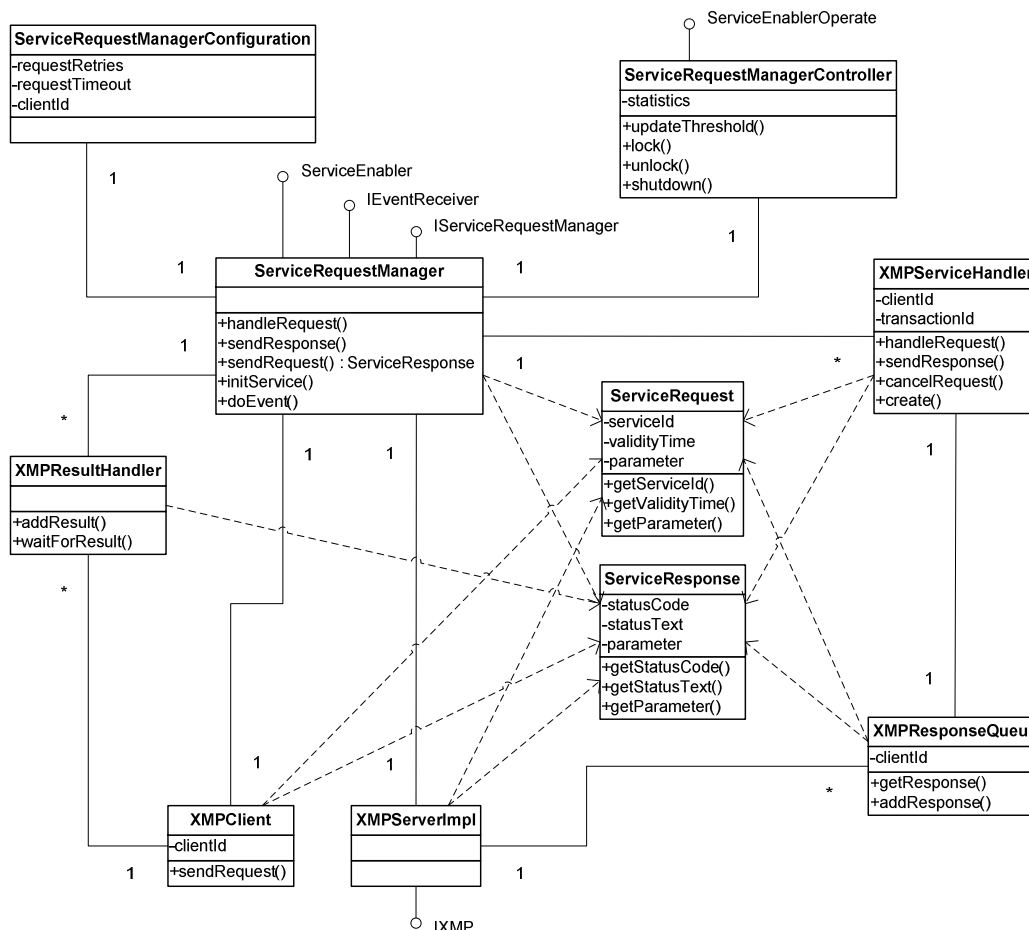 ServiceEnablerOperate
ServiceRequestManagerConfiguration
-requestRetries
-requestTimeout
-clientId
ServiceRequestManagerController
-statistics
+updateThreshold()
+lock()
+unlock()
+shutdown()
1
ServiceEnabler
IEventReceiver
IServiceRequestManager
1
1
1
ServiceRequestManager
+handleRequest()
+sendResponse()
+sendRequest() : ServiceResponse
+initService()
+doEvent()
XMPServiceHandler
-clientId
-transactionId
+handleRequest()
+sendResponse()
+cancelRequest()
+create()
1
1
*
ServiceRequest
-serviceId
-validityTime
-parameter
+getServiceId()
+getValidityTime()
+getParameter()
*
1
1
1
XMPResultHandler
+addResult()
+waitForResult()
*
ServiceResponse
-statusCode
-statusText
-parameter
+getStatusCode()
+getStatusText()
+getParameter()
1
XMPResponseQueu
-clientId
+getResponse()
+addResponse()
1
1
*
XMPClient
-clientId
+sendRequest()
XMPServerImpl
1
1
IXMP